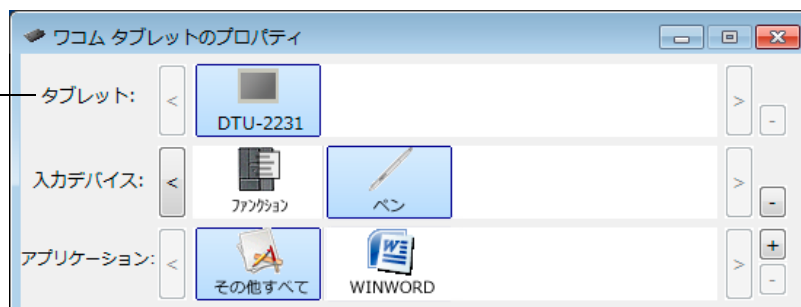 ワコム タブレットのプロパティ
タブレット:
<
DTU-2231
>
-
入力デバイス:
<
ファンクション
ペン
>
-
アプリケーション:
<
その他すべて
WINWORD
>
+
-